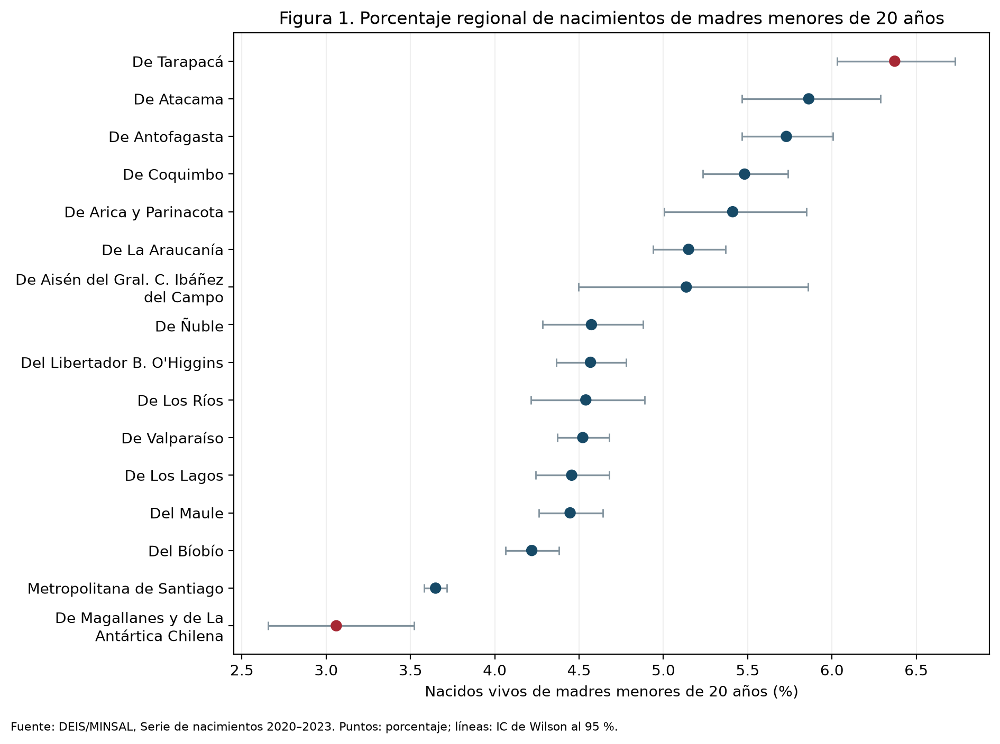 Figura 1. Porcentaje regional de nacimientos de madres menores de 20 años
De Tarapacá
De Atacama
De Antofagasta
De Coquimbo
De Arica y Parinacota
De La Araucanía
De Aisén del Gral. C. Ibáñez
del Campo
De Ñuble
Del Libertador B. O'Higgins
De Los Ríos
De Valparaíso
De Los Lagos
Del Maule
Del Bíobío
Metropolitana de Santiago
De Magallanes y de La
Antártica Chilena
2.5 3.0 3.5 4.0 4.5 5.0 5.5 6.0 6.5
Nacidos vivos de madres menores de 20 años (%)
Fuente: DEIS/MINSAL, Serie de nacimientos 2020–2023. Puntos: porcentaje; líneas: IC de Wilson al 95 %.